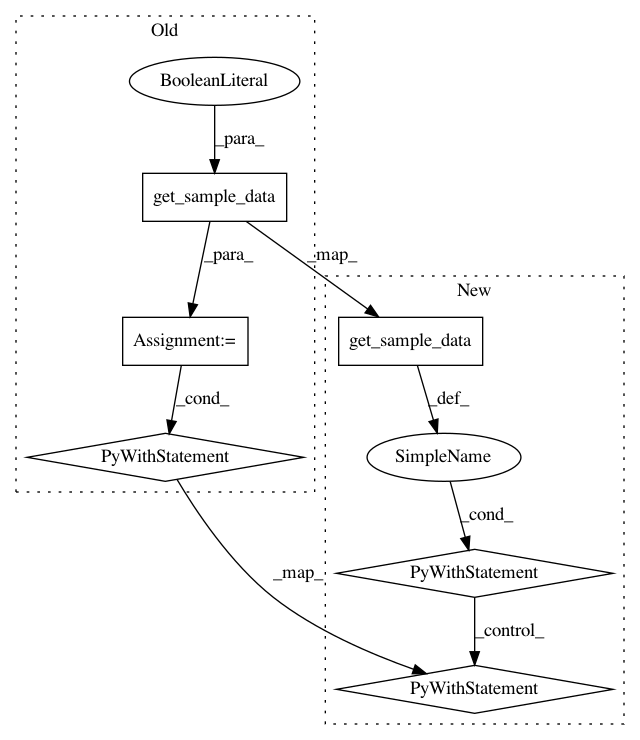 Old
BooleanLiteral
_para_
get_sample_data
_para_
_map_
New
Assignment:=
get_sample_data
_cond_
_def_
PyWithStatement
SimpleName
_cond_
_map_
PyWithStatement
_control_
PyWithStatement